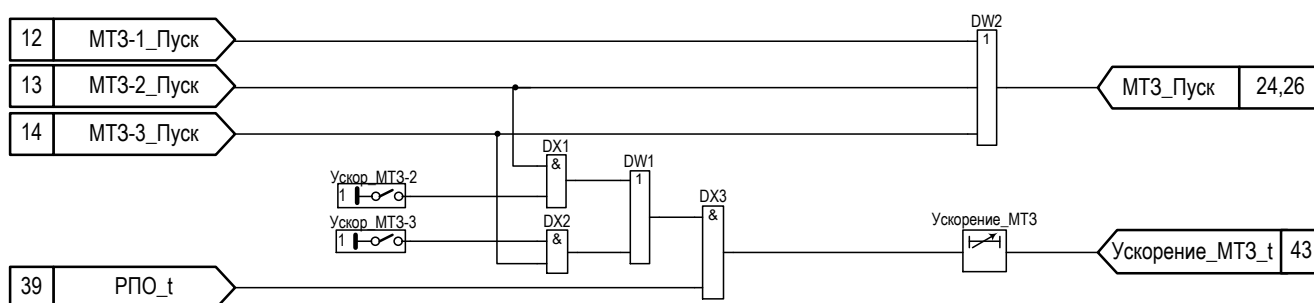 DW2
12 МТЗ-1_Пуск 1
13 МТЗ-2_Пуск МТЗ_Пуск 24,26
14 МТЗ-3_Пуск
DX1
& DW1
Ускор_МТЗ-2 1
1 DX3
Ускор_МТЗ-3 DX2 & Ускорение_МТЗ
1 &
Ускорение_МТЗ_t 43
39 РПО_t